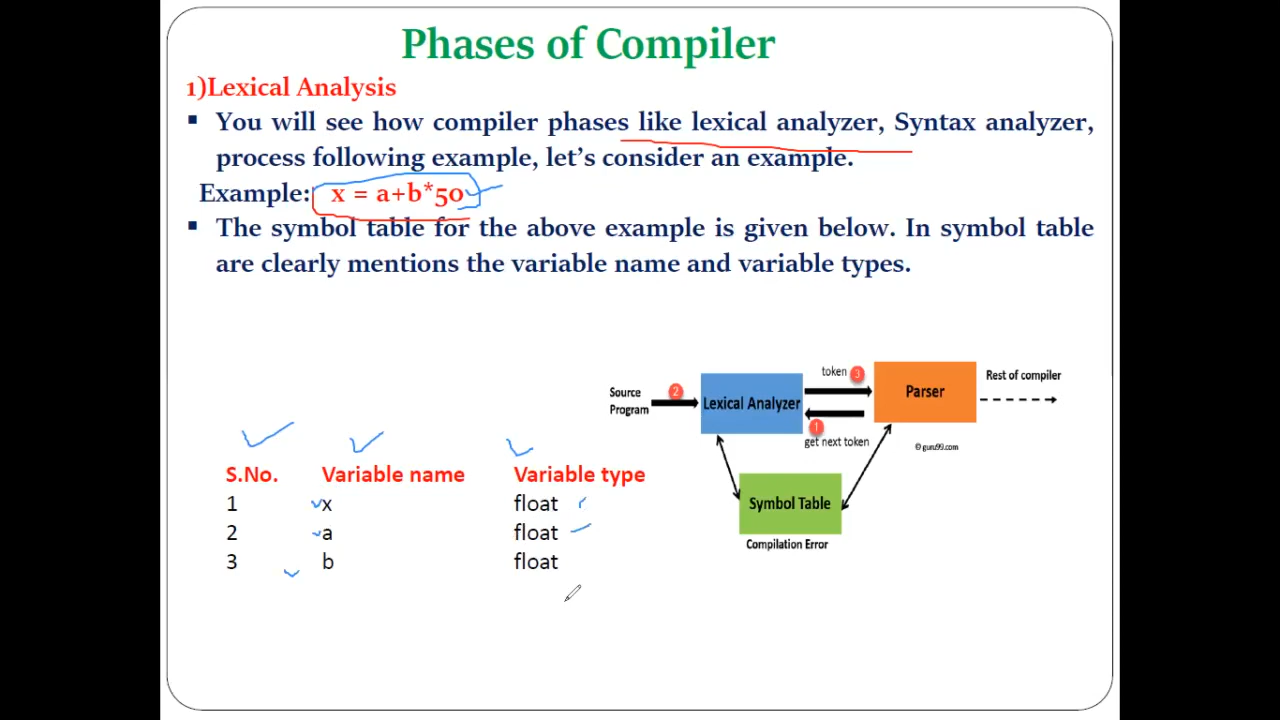 Phases of Compiler
1)Lexical Analysis
▪ You will see how compiler phases like lexical analyzer, Syntax analyzer,
process following example, let's consider an example.
Example: x = a+b*50
▪ The symbol table for the above example is given below. In symbol table
are clearly mentions the variable name and variable types.
Source
Program
2
Lexical Analyzer
token 3
1
get next token
Parser
Rest of compiler
© guru99.com
Symbol Table
Compilation Error
S.No. Variable name Variable type
1 x float
2 a float
3 b float